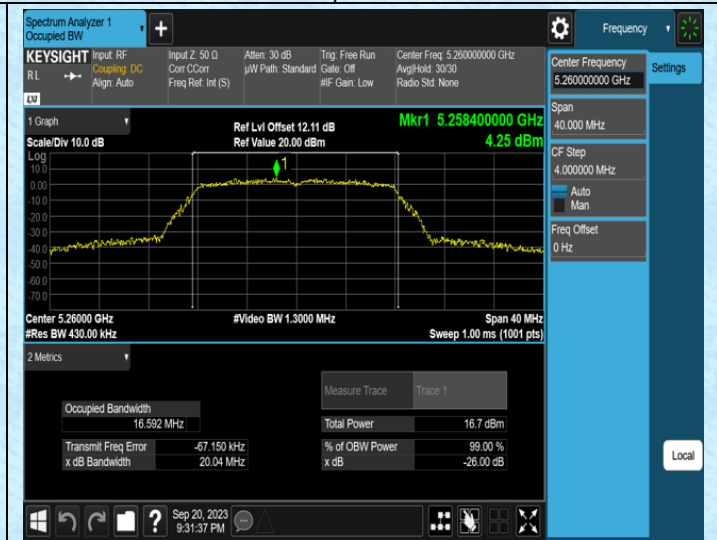 Spectrum Analyzer 1
Occupied BW
+
Frequency
KEYSIGHT
RL
Input: RF
Coupling: DC
Align: Auto
Input Z: 50 Ω
Corr CCorr
Freq Ref: Int (S)
Atten: 30 dB
µW Path: Standard
Trig: Free Run
Gate: Off
#IF Gain: Low
Center Freq: 5.260000000 GHz
Avg|Hold: 30/30
Radio Std: None
LXI
Center Frequency
5.260000000 GHz
Settings
Span
40.000 MHz
CF Step
4.000000 MHz
Auto
Man
Freq Offset
0 Hz
1 Graph
Scale/Div 10.0 dB
Ref Lvl Offset 12.11 dB
Ref Value 20.00 dBm
Mkr1 5.258400000 GHz
4.25 dBm
Log
10.0
0.00
-10.0
-20.0
-30.0
-40.0
-50.0
-60.0
-70.0
1
Center 5.26000 GHz
#Res BW 430.00 kHz
#Video BW 1.3000 MHz
Span 40 MHz
Sweep 1.00 ms (1001 pts)
2 Metrics
Measure Trace
Trace 1
Occupied Bandwidth
16.592 MHz
Total Power
16.7 dBm
Transmit Freq Error
-67.150 kHz
% of OBW Power
99.00 %
x dB Bandwidth
20.04 MHz
x dB
-26.00 dB
Local
?
Sep 20, 2023
9:31:37 PM